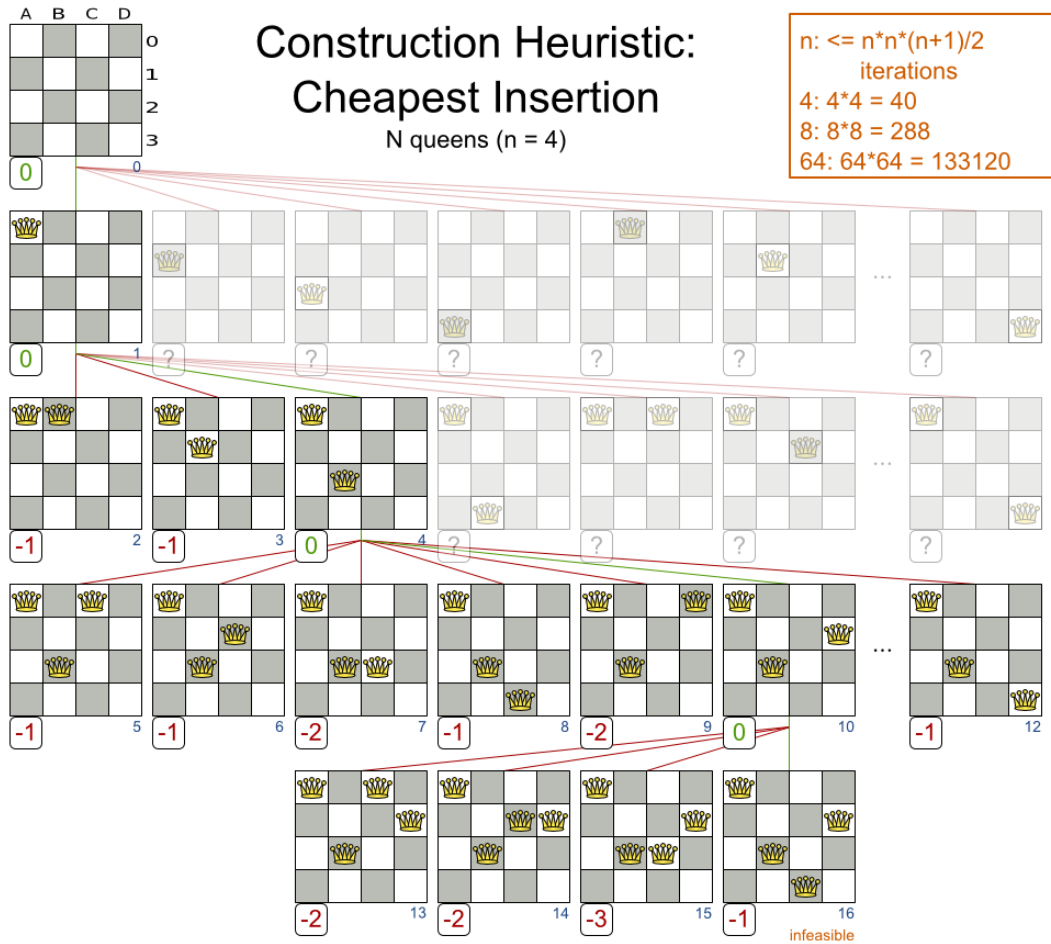 A B C D
Construction Heuristic:
Cheapest Insertion
N queens (n = 4)
n: <= n*n*(n+1)/2
iterations
4: 4*4 = 40
8: 8*8 = 288
64: 64*64 = 133120
0
1
2
3
0 0
...
0 1 ? ? ? ? ? ?
...
-1 2 -1 3 0 4 ? ? ? ?
...
-1 5 -1 6 -2 7 -1 8 -2 9 0 10 -1 12
-2 13 -2 14 -3 15 -1 16
infeasible